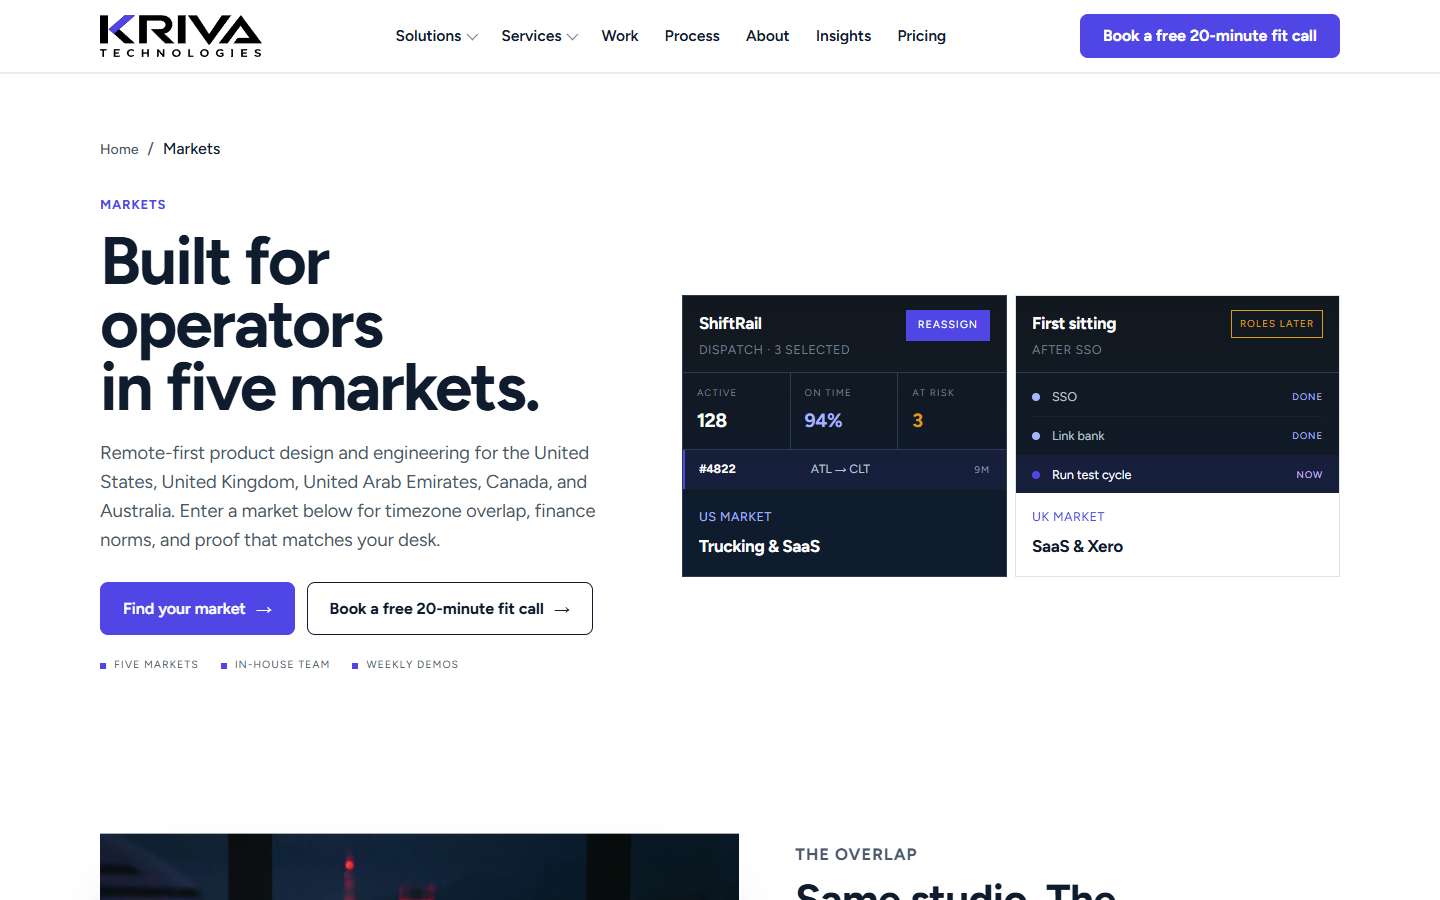 KRIVA
TECHNOLOGIES
Solutions
Services
Work
Process
About
Insights
Pricing
Book a free 20-minute fit call
Home / Markets
MARKETS
Built for
operators
in five markets.
Remote-first product design and engineering for the United
States, United Kingdom, United Arab Emirates, Canada, and
Australia. Enter a market below for timezone overlap, finance
norms, and proof that matches your desk.
Find your market →
Book a free 20-minute fit call →
FIVE MARKETS
IN-HOUSE TEAM
WEEKLY DEMOS
ShiftRail
REASSIGN
DISPATCH · 3 SELECTED
ACTIVE
ON TIME
AT RISK
128
94%
3
#4822
ATL → CLT
9M
US MARKET
Trucking & SaaS
First sitting
ROLES LATER
AFTER SSO
SSO
DONE
Link bank
DONE
Run test cycle
NOW
UK MARKET
SaaS & Xero
THE OVERLAP
Same studio. The